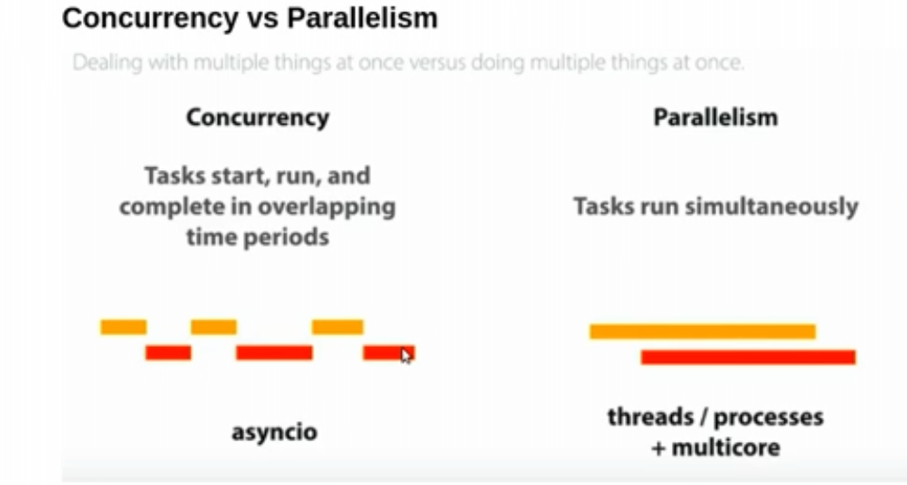 Concurrency vs Parallelism
Dealing with multiple things at once versus doing multiple things at once.
Concurrency
Tasks start, run, and
complete in overlapping
time periods
asyncio
Parallelism
Tasks run simultaneously
threads / processes
+ multicore